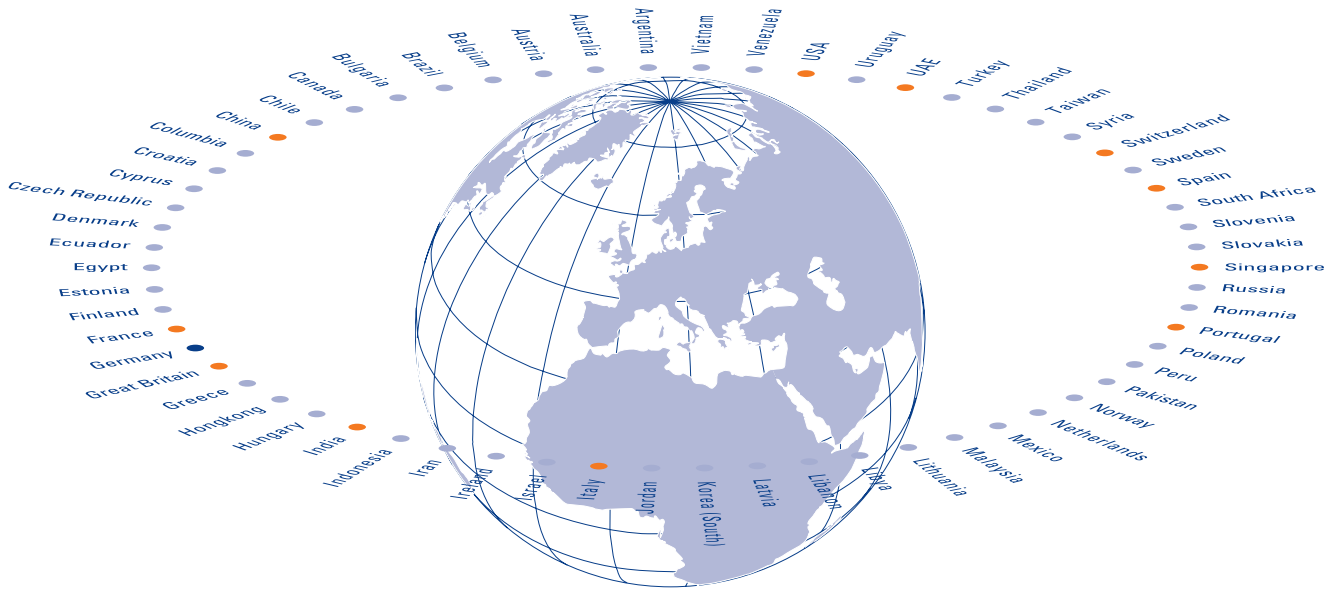 Argentina
Australia
Austria
Belgium
Brazil
Bulgaria
Canada
Chile
China
Columbia
Croatia
Cyprus
Czech Republic
Denmark
Ecuador
Egypt
Estonia
Finland
France
Germany
Great Britain
Greece
Hongkong
Hungary
India
Indonesia
Iran
Ireland
Israel
Italy
Jordan
Korea (South)
Latvia
Libanon
Libya
Lithuania
Malaysia
Mexico
Netherlands
Norway
Pakistan
Peru
Poland
Portugal
Romania
Russia
Singapore
Slovakia
Slovenia
South Africa
Spain
Sweden
Switzerland
Syria
Taiwan
Thailand
Turkey
UAE
Uruguay
USA
Venezuela
Vietnam